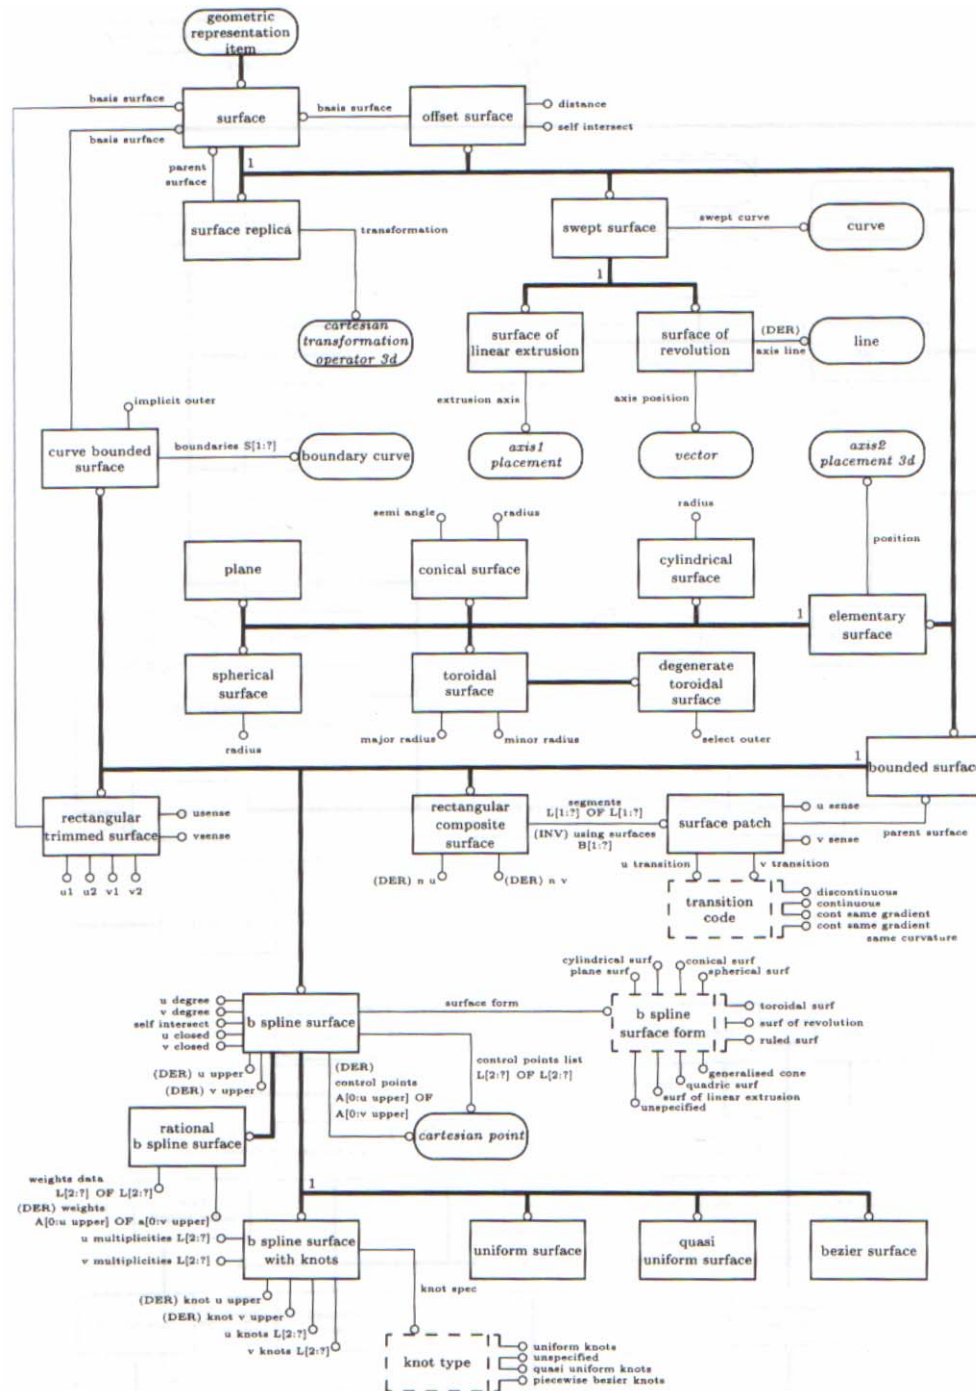 geometric
representation
item
basis surface
basis surface
basis surface
surface
offset surface
distance
self intersect
parent
surface
1
surface replica
transformation
swept surface
swept curve
curve
1
cartesian
transformation
operator 3d
surface of
linear extrusion
surface of
revolution
(DER)
axis line
line
extrusion axis
axis position
implicit outer
curve bounded
surface
boundaries S[1:?]
boundary curve
axis1
placement
vector
axis2
placement 3d
semi angle
radius
radius
position
plane
conical surface
cylindrical
surface
1
elementary
surface
spherical
surface
toroidal
surface
degenerate
toroidal
surface
radius
major radius
minor radius
select outer
1
bounded surface
rectangular
trimmed surface
usense
vsense
u1 u2 v1 v2
rectangular
composite
surface
segments
L[1:?] OF L[1:?]
(INV) using surfaces
B[1:?]
surface patch
u sense
v sense
parent surface
(DER) n u
(DER) n v
u transition
v transition
transition
code
discontinuous
continuous
cont same gradient
cont same gradient
same curvature
u degree
v degree
self intersect
u closed
v closed
b spline surface
surface form
cylindrical surf
plane surf
conical surf
spherical surf
b spline
surface form
toroidal surf
surf of revolution
ruled surf
generalised cone
quadric surf
surf of linear extrusion
unspecified
(DER) u upper
(DER) v upper
(DER)
control points
A[0:u upper] OF
A[0:v upper]
control points list
L[2:?] OF L[2:?]
cartesian point
rational
b spline surface
weights data
L[2:?] OF L[2:?]
(DER) weights
A[0:u upper] OF a[0:v upper]
1
u multiplicities L[2:?]
v multiplicities L[2:?]
b spline surface
with knots
uniform surface
quasi
uniform surface
bezier surface
(DER) knot u upper
(DER) knot v upper
u knots L[2:?]
v knots L[2:?]
knot spec
knot type
uniform knots
unspecified
quasi uniform knots
piecewise bezier knots